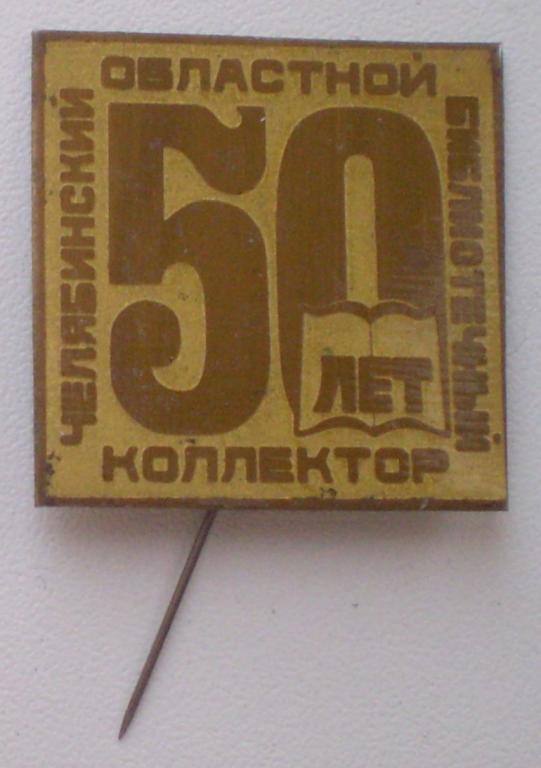 ЧЕЛЯБИНСКИЙ
ОБЛАСТНОЙ
БИБЛИОТЕЧНЫЙ
КОЛЛЕКТОР
50
ЛЕТ